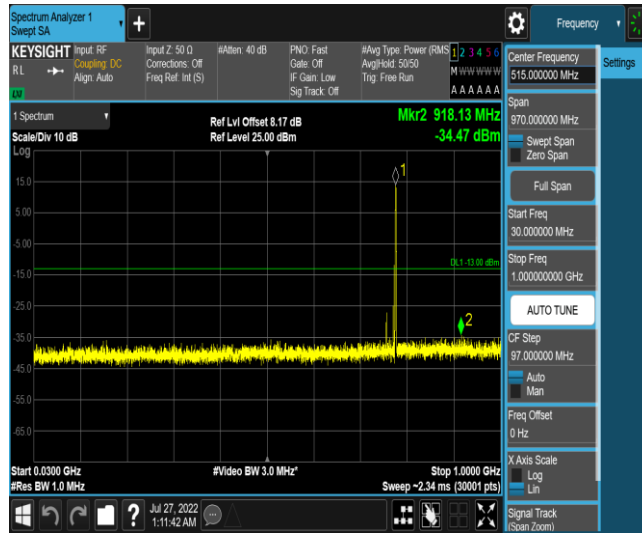 Spectrum Analyzer 1
Swept SA
+
Frequency
KEYSIGHT
R L
LXI
Input: RF
Coupling: DC
Align: Auto
Input Z: 50 Ω
Corrections: Off
Freq Ref: Int (S)
#Atten: 40 dB
PNO: Fast
Gate: Off
IF Gain: Low
Sig Track: Off
#Avg Type: Power (RMS
Avg|Hold: 50/50
Trig: Free Run
1 2 3 4 5 6
M W W W W W
A A A A A A
1 Spectrum
Scale/Div 10 dB
Log
Ref Lvl Offset 8.17 dB
Ref Level 25.00 dBm
Mkr2 918.13 MHz
-34.47 dBm
15.0
5.00
-5.00
-15.0
-25.0
-35.0
-45.0
-55.0
-65.0
1
DL1 -13.00 dBm
2
Start 0.0300 GHz
#Res BW 1.0 MHz
#Video BW 3.0 MHz*
Stop 1.0000 GHz
Sweep ~2.34 ms (30001 pts)
?
Jul 27, 2022
1:11:42 AM
Center Frequency
515.000000 MHz
Settings
Span
970.000000 MHz
Swept Span
Zero Span
Full Span
Start Freq
30.000000 MHz
Stop Freq
1.000000000 GHz
AUTO TUNE
CF Step
97.000000 MHz
Auto
Man
Freq Offset
0 Hz
X Axis Scale
Log
Lin
Signal Track
(Span Zoom)